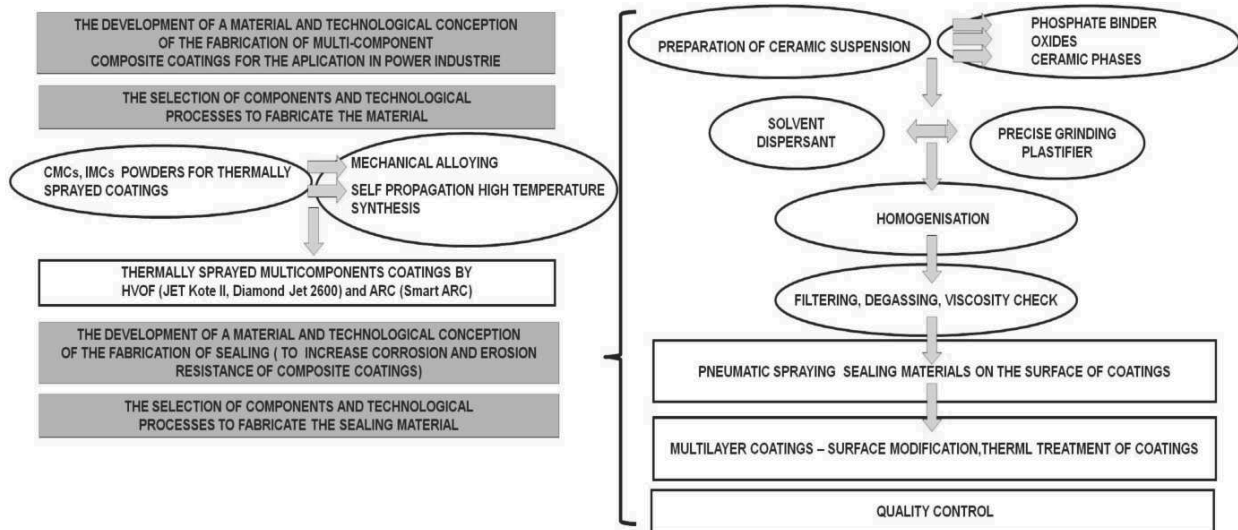 THE DEVELOPMENT OF A MATERIAL AND TECHNOLOGICAL CONCEPTION
OF THE FABRICATION OF MULTI-COMPONENT
COMPOSITE COATINGS FOR THE APLICATION IN POWER INDUSTRIE
THE SELECTION OF COMPONENTS AND TECHNOLOGICAL
PROCESSES TO FABRICATE THE MATERIAL
CMCs, IMCs POWDERS FOR THERMALLY
SPRAYED COATINGS
MECHANICAL ALLOYING
SELF PROPAGATION HIGH TEMPERATURE
SYNTHESIS
THERMALLY SPRAYED MULTICOMPONENTS COATINGS BY
HVOF (JET Kote II, Diamond Jet 2600) and ARC (Smart ARC)
THE DEVELOPMENT OF A MATERIAL AND TECHNOLOGICAL CONCEPTION
OF THE FABRICATION OF SEALING ( TO INCREASE CORROSION AND EROSION
RESISTANCE OF COMPOSITE COATINGS)
THE SELECTION OF COMPONENTS AND TECHNOLOGICAL
PROCESSES TO FABRICATE THE SEALING MATERIAL
PREPARATION OF CERAMIC SUSPENSION
PHOSPHATE BINDER
OXIDES
CERAMIC PHASES
SOLVENT
DISPERSANT
PRECISE GRINDING
PLASTIFIER
HOMOGENISATION
FILTERING, DEGASSING, VISCOSITY CHECK
PNEUMATIC SPRAYING SEALING MATERIALS ON THE SURFACE OF COATINGS
MULTILAYER COATINGS – SURFACE MODIFICATION,THERML TREATMENT OF COATINGS
QUALITY CONTROL